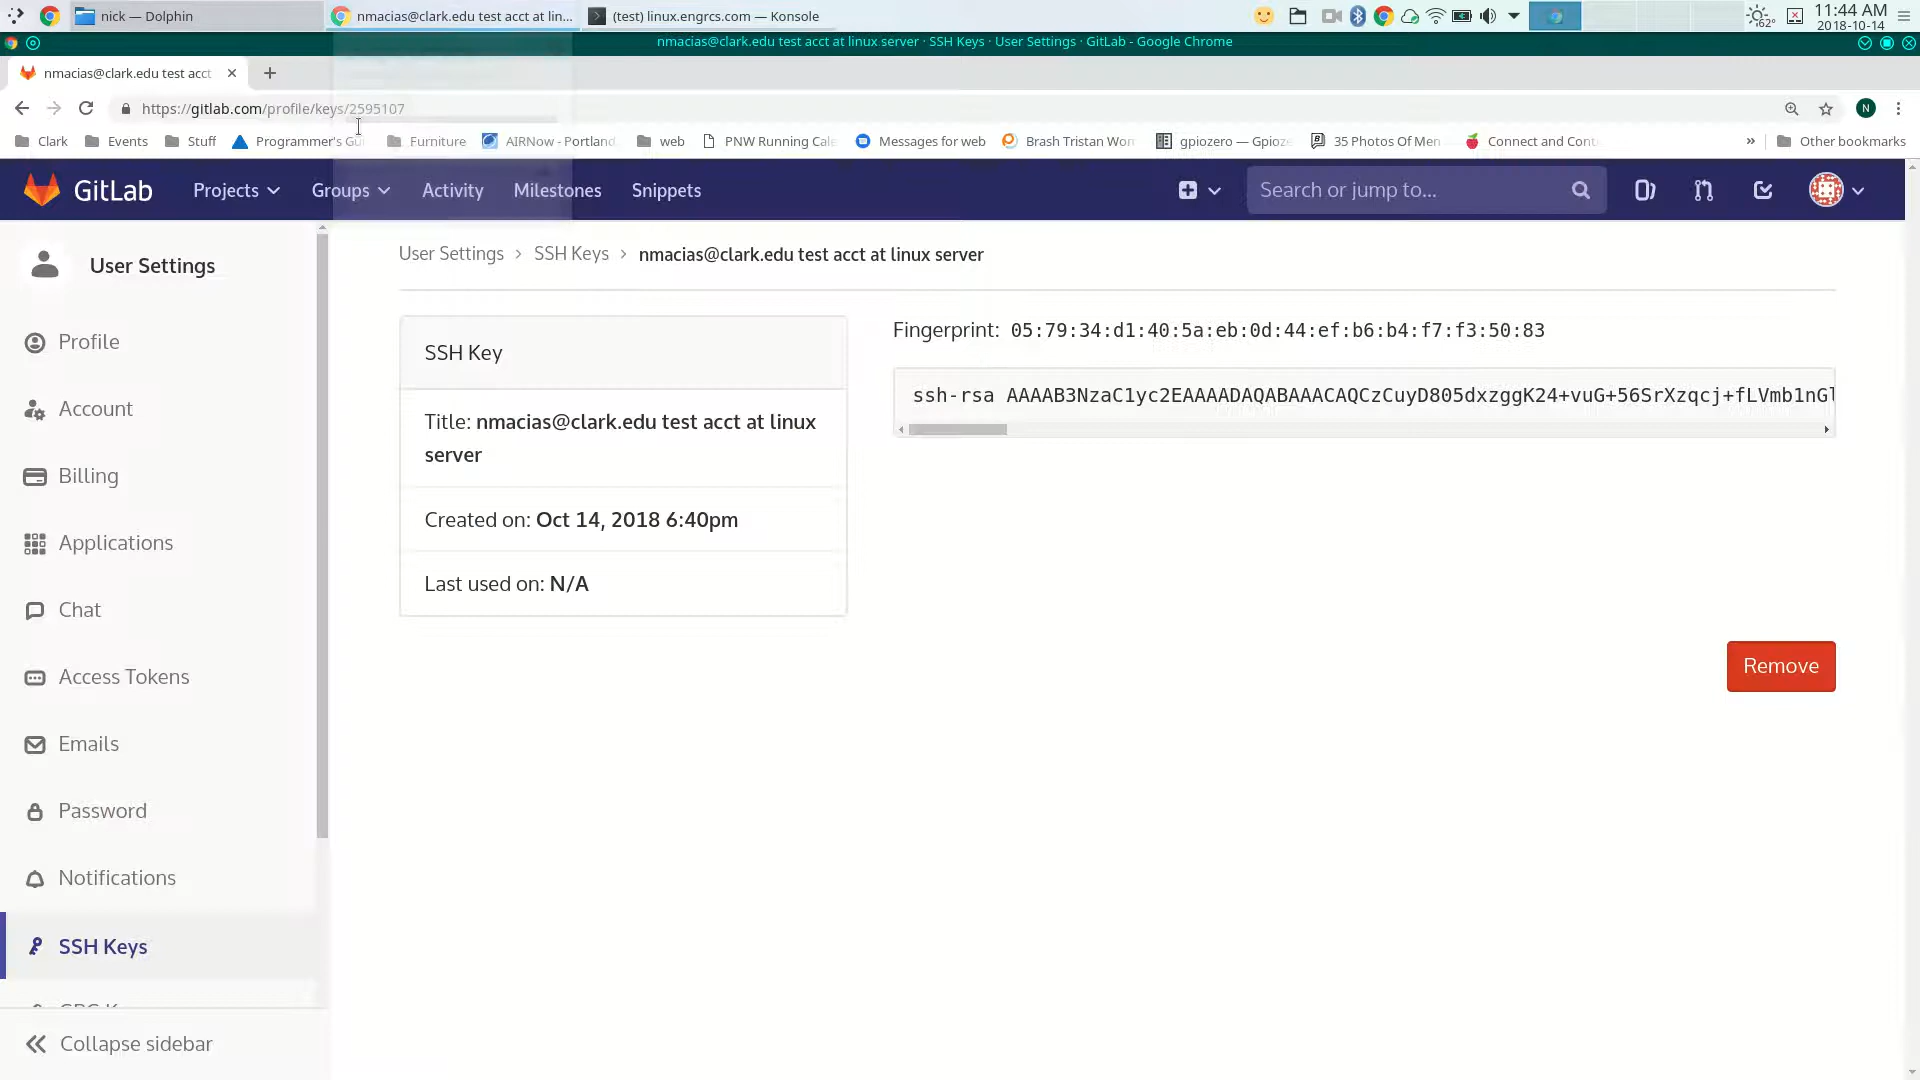 nick — Dolphin
nmacias@clark.edu test acct at lin...
(test) linux.engrcs.com — Konsole
62°
11:44 AM
2018-10-14
nmacias@clark.edu test acct at linux server · SSH Keys · User Settings · GitLab - Google Chrome
nmacias@clark.edu test acct
https://gitlab.com/profile/keys/2595107
N
Clark
Events
Stuff
Programmer's Gui
Furniture
AIRNow - Portland,
web
PNW Running Cale
Messages for web
Brash Tristan Wom
gpiozero — Gpioze
35 Photos Of Men
Connect and Cont
»
Other bookmarks
GitLab
Projects
Groups
Activity
Milestones
Snippets
Search or jump to...
User Settings
User Settings > SSH Keys > nmacias@clark.edu test acct at linux server
Profile
Account
Billing
Applications
Chat
Access Tokens
Emails
Password
Notifications
SSH Keys
Collapse sidebar
SSH Key
Title: nmacias@clark.edu test acct at linux
server
Created on: Oct 14, 2018 6:40pm
Last used on: N/A
Fingerprint: 05:79:34:d1:40:5a:eb:0d:44:ef:b6:b4:f7:f3:50:83
ssh-rsa AAAAB3NzaC1yc2EAAAADAQABAAACAQCzCuyD805dxzggK24+vuG+56SrXzqcj+fLVmb1nGl
Remove